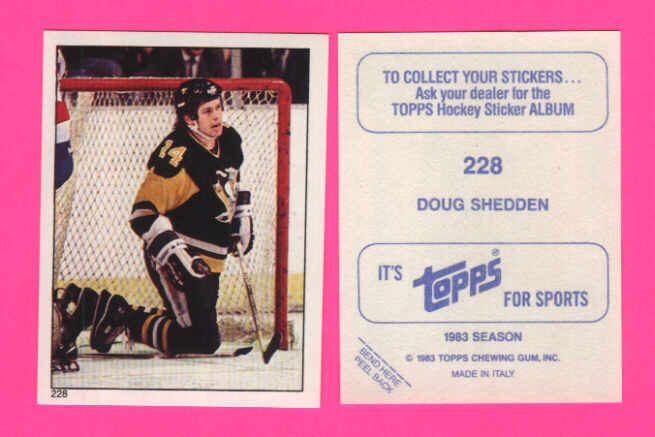 14
228
TO COLLECT YOUR STICKERS...
Ask your dealer for the
TOPPS Hockey Sticker ALBUM
228
DOUG SHEDDEN
IT'S topps® FOR SPORTS
1983 SEASON
© 1983 TOPPS CHEWING GUM, INC.
MADE IN ITALY
BEND HERE
PEEL BACK